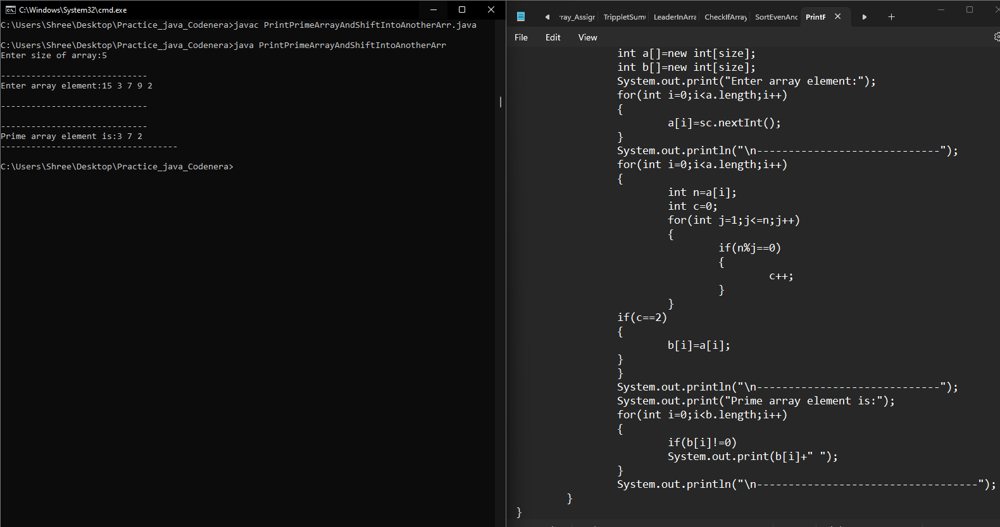 C:\Windows\System32\cmd.exe
C:\Users\Shree\Desktop\Practice_java_Codenera>javac PrintPrimeArrayAndShiftIntoAnotherArr.java
C:\Users\Shree\Desktop\Practice_java_Codenera>java PrintPrimeArrayAndShiftIntoAnotherArr
Enter size of array:5
-----------------------------
Enter array element:15 3 7 9 2
-----------------------------
-----------------------------
Prime array element is:3 7 2
-----------------------------------
C:\Users\Shree\Desktop\Practice_java_Codenera>
rray_Assigr TrippletSum LeaderInArra CheckIfArray SortEvenAnd PrintF
File Edit View
int a[]=new int[size];
int b[]=new int[size];
System.out.print("Enter array element:");
for(int i=0;i<a.length;i++)
{
a[i]=sc.nextInt();
}
System.out.println("\n-----------------------------");
for(int i=0;i<a.length;i++)
{
int n=a[i];
int c=0;
for(int j=1;j<=n;j++)
{
if(n%j==0)
{
c++;
}
}
if(c==2)
{
b[i]=a[i];
}
}
System.out.println("\n-----------------------------");
System.out.print("Prime array element is:");
for(int i=0;i<b.length;i++)
{
if(b[i]!=0)
System.out.print(b[i]+" ");
}
System.out.println("\n-----------------------------------");
}
}